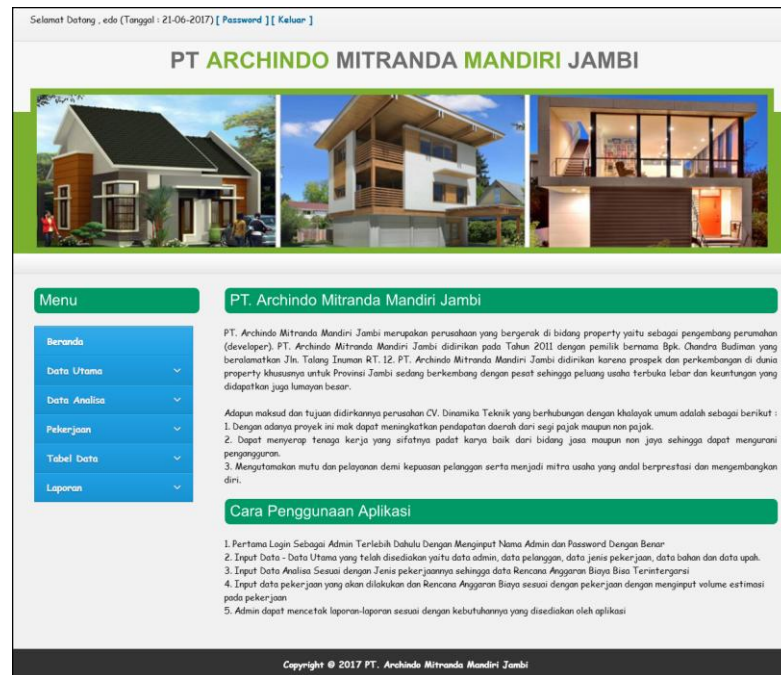 Selamat Datang , edo (Tanggal : 21-06-2017) [ Password ] [ Keluar ]
PT ARCHINDO MITRANDA MANDIRI JAMBI
Menu
Beranda
Data Utama
Data Analisa
Pekerjaan
Tabel Data
Laporan
PT. Archindo Mitranda Mandiri Jambi
PT. Archindo Mitranda Mandiri Jambi merupakan perusahaan yang bergerak di bidang property yaitu sebagai pengembang perumahan
(developer). PT. Archindo Mitranda Mandiri Jambi didirikan pada Tahun 2011 dengan pemilik bernama Bpk. Chandra Budiman yang
beralamatkan Jln. Talang Inuman RT. 12. PT. Archindo Mitranda Mandiri Jambi didirikan karena prospek dan perkembangan di dunia
property khususnya untuk Provinsi Jambi sedang berkembang dengan pesat sehingga peluang usaha terbuka lebar dan keuntungan yang
didapatkan juga lumayan besar.
Adapun maksud dan tujuan didirkannya perusahan CV. Dinamika Teknik yang berhubungan dengan khalayak umum adalah sebagai berikut :
1. Dengan adanya proyek ini mak dapat meningkatkan pendapatan daerah dari segi pajak maupun non pajak.
2. Dapat menyerap tenaga kerja yang sifatnya padat karya baik dari bidang jasa maupun non jaya sehingga dapat mengurani
pengangguran.
3. Mengutamakan mutu dan pelayanan demi kepuasan pelanggan serta menjadi mitra usaha yang andal berprestasi dan mengembangkan
diri.
Cara Penggunaan Aplikasi
1. Pertama Login Sebagai Admin Terlebih Dahulu Dengan Menginput Nama Admin dan Password Dengan Benar
2. Input Data - Data Utama yang telah disediakan yaitu data admin, data pelanggan, data jenis pekerjaan, data bahan dan data upah.
3. Input Data Analisa Sesuai dengan Jenis pekerjaannya sehingga data Rencana Anggaran Biaya Bisa Terintergarsi
4. Input data pekerjaan yang akan dilakukan dan Rencana Anggaran Biaya sesuai dengan pekerjaan dengan menginput volume estimasi
pada pekerjaan
5. Admin dapat mencetak laporan-laporan sesuai dengan kebutuhannya yang disediakan oleh aplikasi
Copyright © 2017 PT. Archindo Mitranda Mandiri Jambi